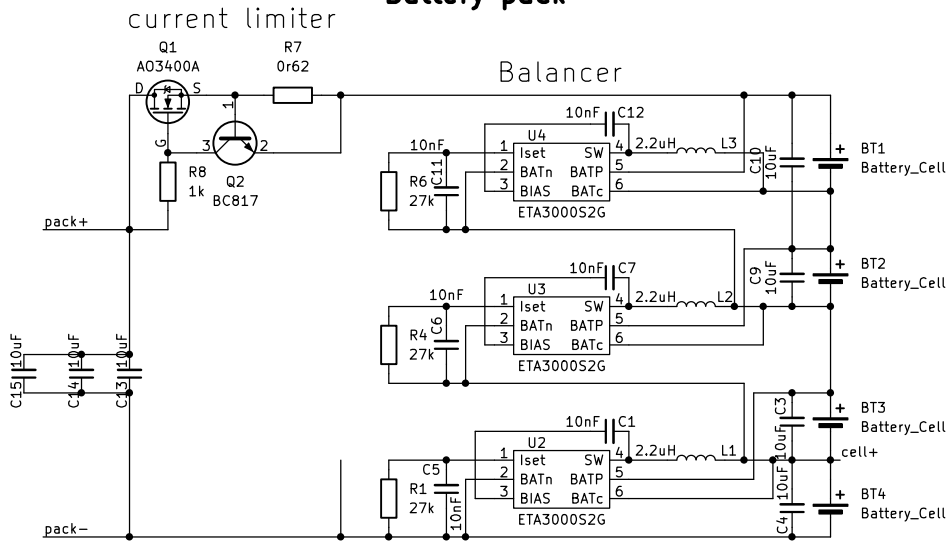 Battery pack
current limiter
Q1
AO3400A
D
S
G
R7
0r62
1
3
2
Q2
BC817
R8
1k
pack+
Balancer
10nF C12
U4
10nF
C11
R6
27k
1 Iset SW 4
2 BATn BATP 5
3 BIAS BATc 6
ETA3000S2G
2.2uH L3
C10
10uF
+ BT1
Battery_Cell
10nF C7
U3
10nF
C6
R4
27k
1 Iset SW 4
2 BATn BATP 5
3 BIAS BATc 6
ETA3000S2G
2.2uH L2
C9
10uF
+ BT2
Battery_Cell
C15 10uF
C14 10uF
C13 10uF
10nF C1
U2
C5
10nF
R1
27k
1 Iset SW 4
2 BATn BATP 5
3 BIAS BATc 6
ETA3000S2G
2.2uH L1
10uF C3
+ BT3
Battery_Cell
cell+
C4 10uF
+ BT4
Battery_Cell
pack-